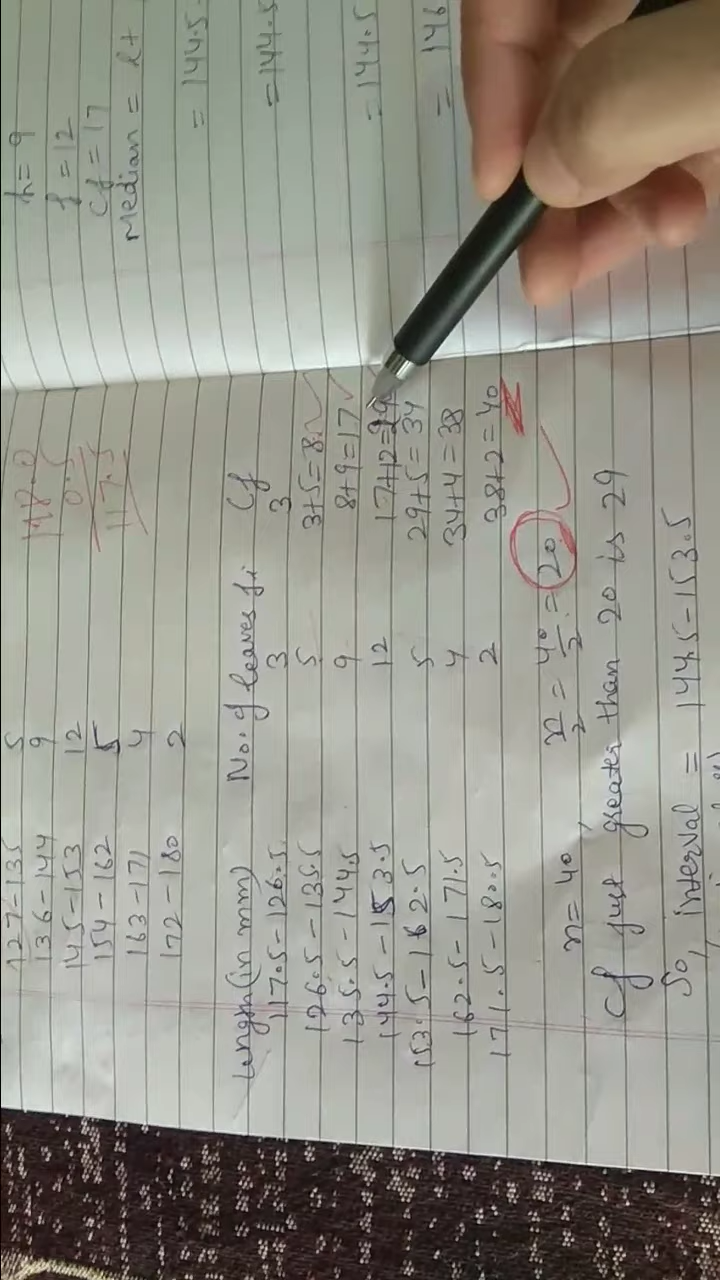 127-135 5
136-144 9
145-153 12
154-162 5
163-171 4
172-180 2
148.0
0.5
117.5
Length(in mm) No. of leaves fi Cf
117.5-126.5 3 3
126.5-135.5 5 3+5=8
135.5-144.5 9 8+9=17
144.5-153.5 12 17+12=29
153.5-162.5 5 29+5=34
162.5-171.5 4 34+4=38
171.5-180.5 2 38+2=40
n=40, n/2 = 40/2 = 20
Cf just greater than 20 is 29
So, interval = 144.5-153.5
h=9
f=12
Cf=17
Median = l+
= 144.5
= 144.5
= 144.5
= 146